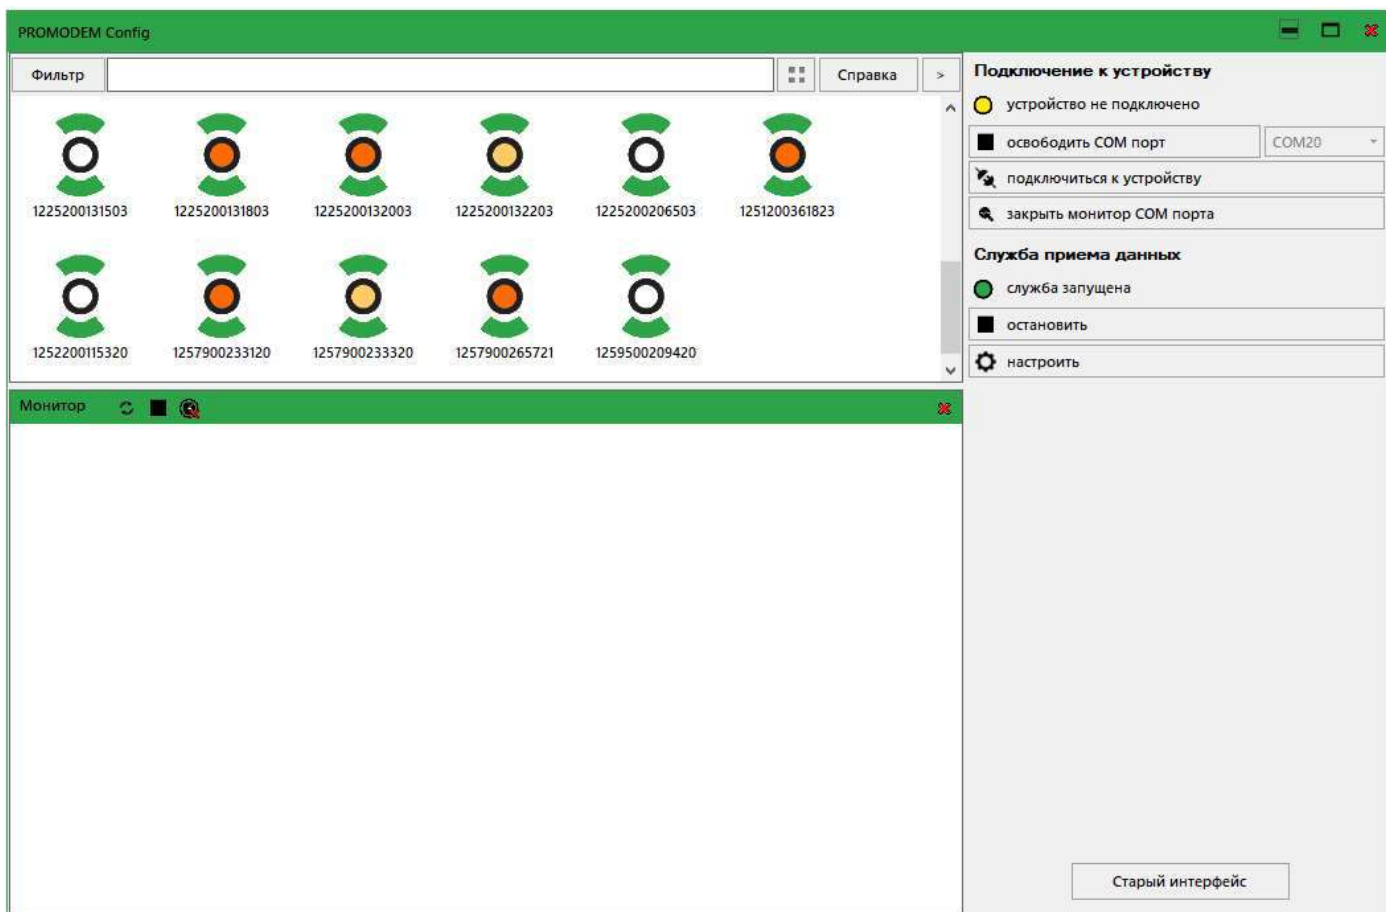 PROMODEM Config
Фильтр
Справка
>
1225200131503 1225200131803 1225200132003 1225200132203 1225200206503 1251200361823
1252200115320 1257900233120 1257900233320 1257900265721 1259500209420
Монитор
Подключение к устройству
устройство не подключено
освободить COM порт COM20
подключиться к устройству
закрыть монитор COM порта
Служба приема данных
служба запущена
остановить
настроить
Старый интерфейс